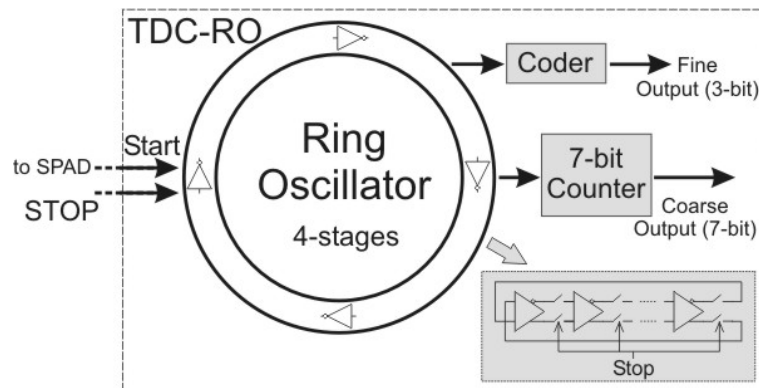 TDC-RO
Start
to SPAD
STOP
Ring
Oscillator
4-stages
Coder
Fine
Output (3-bit)
7-bit
Counter
Coarse
Output (7-bit)
Stop